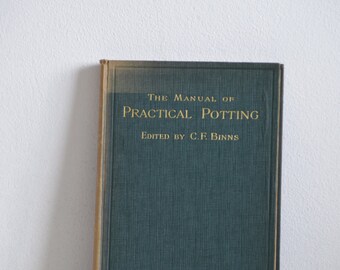 The Manual of
Practical Potting
Edited by C. F. Binns